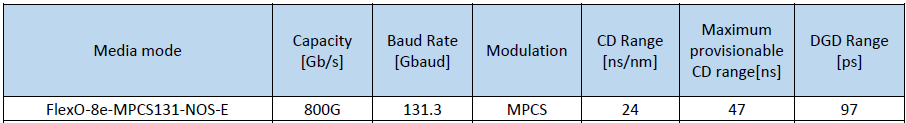 Media mode
Capacity
[Gb/s]
Baud Rate
[Gbaud]
Modulation
CD Range
[ns/nm]
Maximum
provisionable
CD range[ns]
DGD Range
[ps]
FlexO-8e-MPCS131-NOS-E
800G
131.3
MPCS
24
47
97